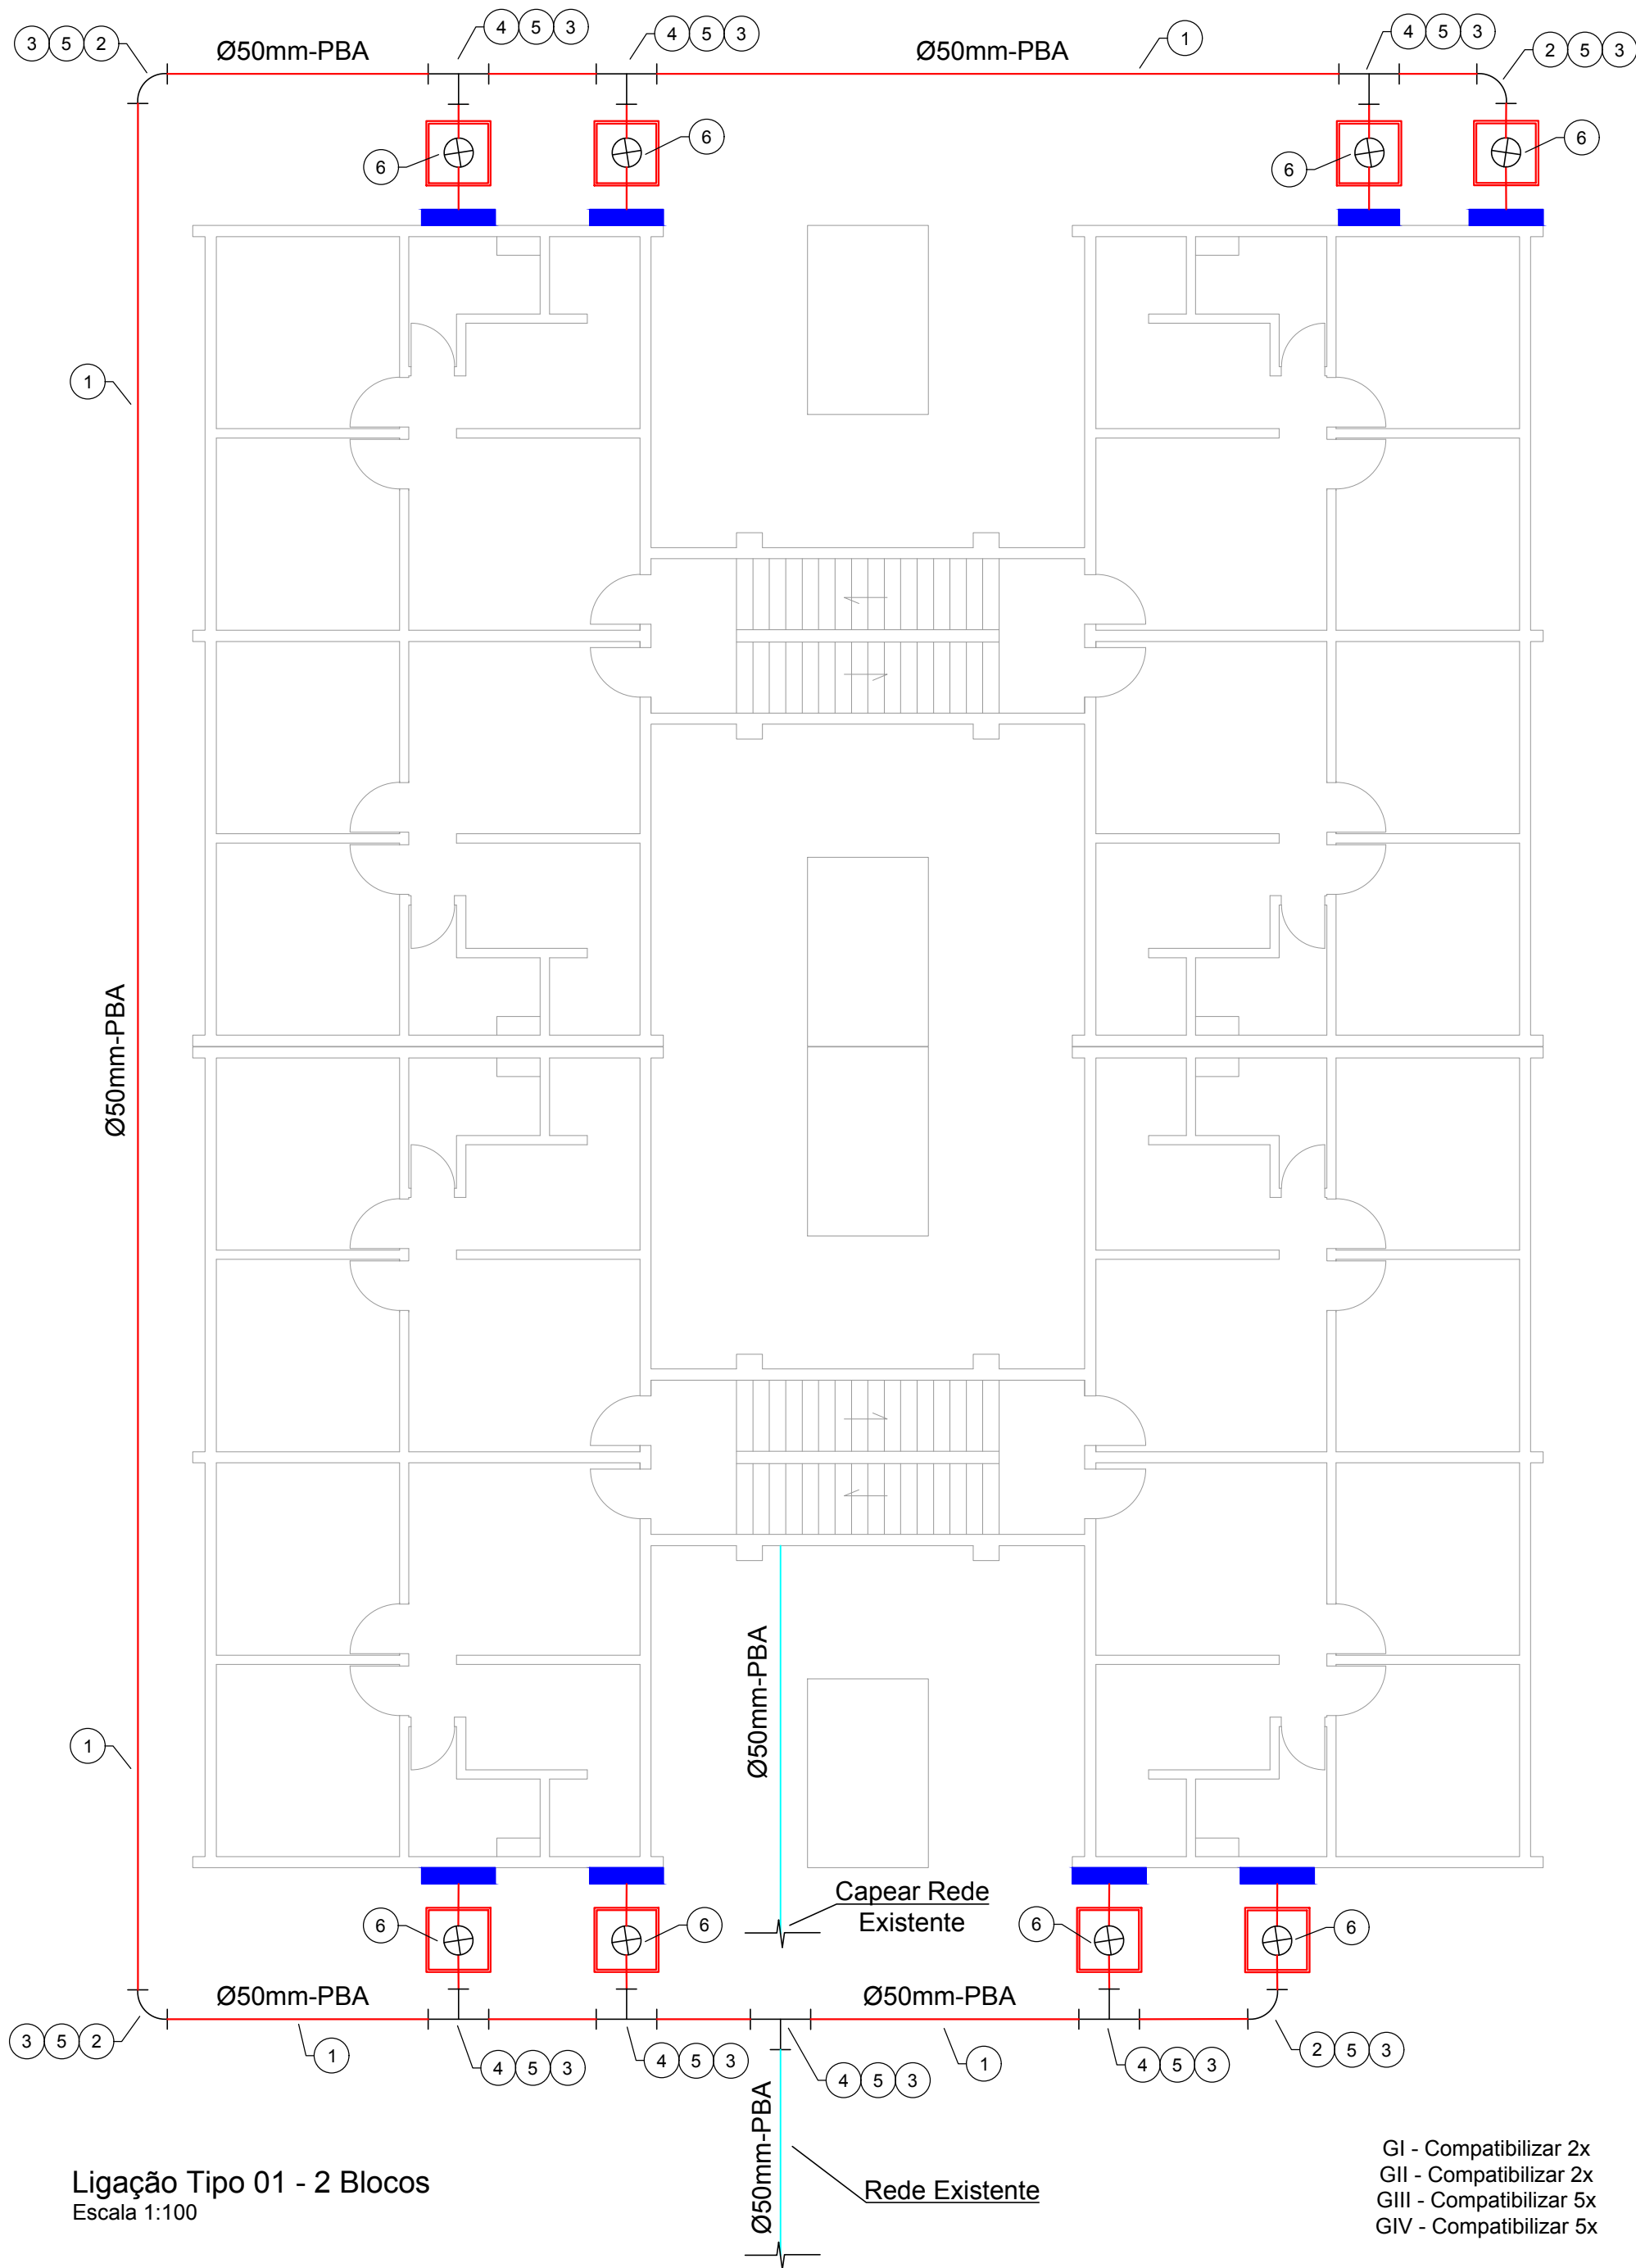 4 5 3
4 5 3
4 5 3
3 5 2
Ø50mm-PBA
Ø50mm-PBA
1
2 5 3
6
6
6
6
1
Ø50mm-PBA
Ø50mm-PBA
1
Capear Rede
Existente
6
6
6
6
Ø50mm-PBA
Ø50mm-PBA
3 5 2
1
4 5 3
4 5 3
4 5 3
1
4 5 3
2 5 3
Ø50mm-PBA
Ligação Tipo 01 - 2 Blocos
Escala 1:100
Rede Existente
GI - Compatibilizar 2x
GII - Compatibilizar 2x
GIII - Compatibilizar 5x
GIV - Compatibilizar 5x